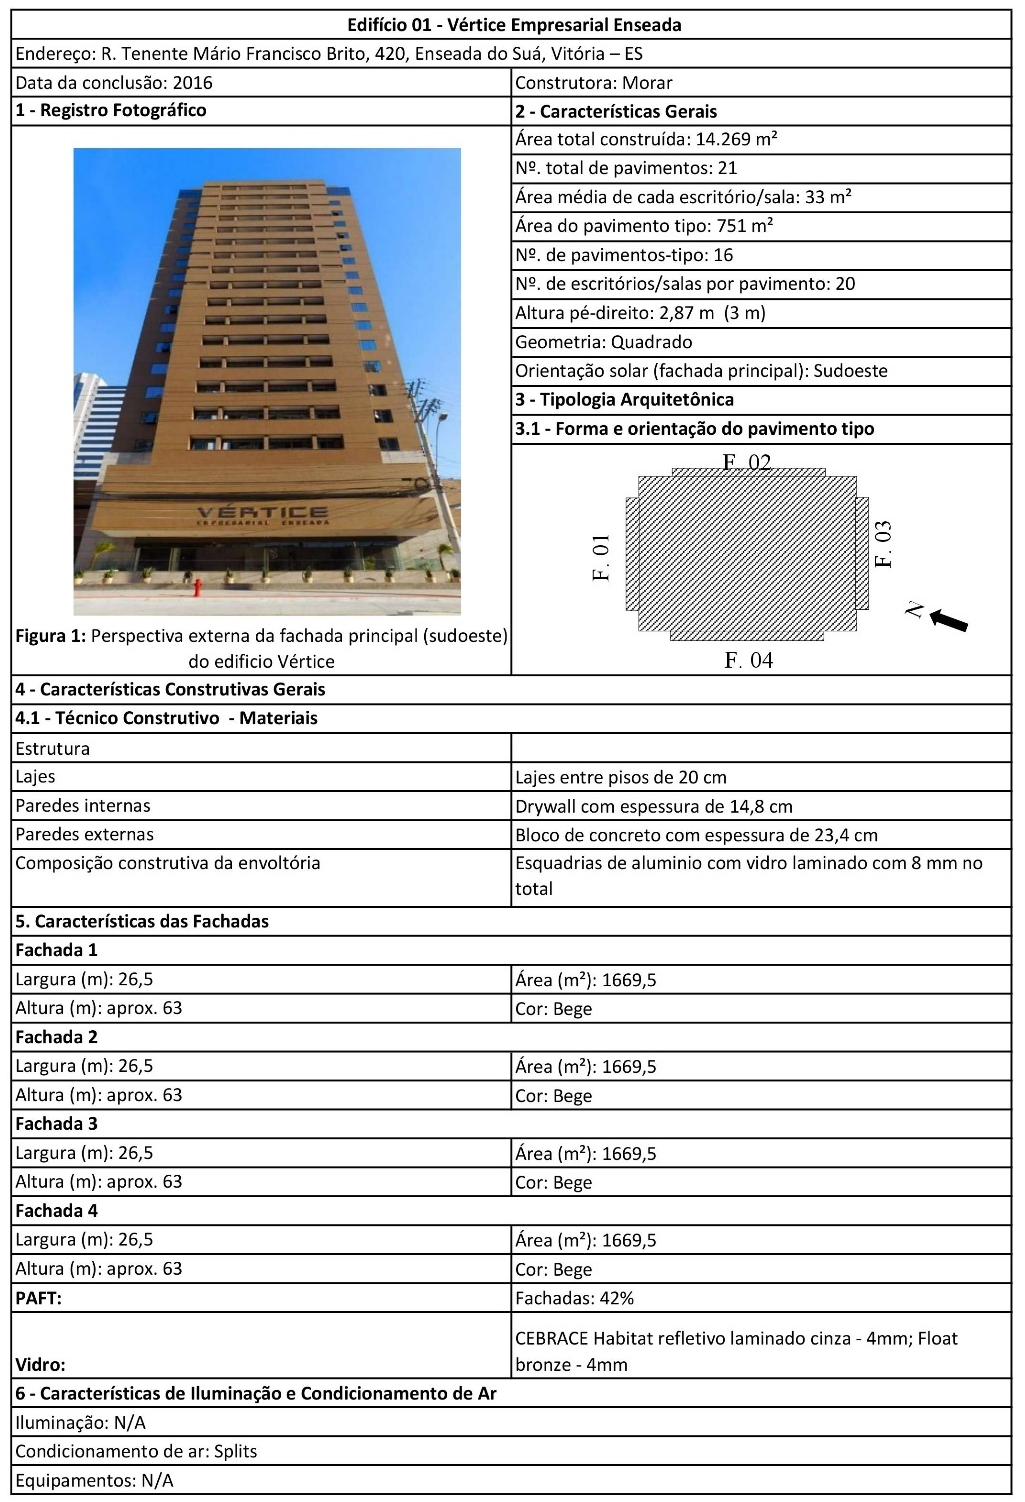 Edifício 01 - Vértice Empresarial Enseada
Endereço: R. Tenente Mário Francisco Brito, 420, Enseada do Suá, Vitória – ES
Data da conclusão: 2016
Construtora: Morar
1 - Registro Fotográfico
2 - Características Gerais
Área total construída: 14.269 m²
Nº. total de pavimentos: 21
Área média de cada escritório/sala: 33 m²
Área do pavimento tipo: 751 m²
Nº. de pavimentos-tipo: 16
Nº. de escritórios/salas por pavimento: 20
Altura pé-direito: 2,87 m  (3 m)
Geometria: Quadrado
Orientação solar (fachada principal): Sudoeste
3 - Tipologia Arquitetônica
3.1 - Forma e orientação do pavimento tipo
VÉRTICE
EMPRESARIAL ENSEADA
F. 02
F. 01
F. 03
N
F. 04
Figura 1: Perspectiva externa da fachada principal (sudoeste)
do edificio Vértice
4 - Características Construtivas Gerais
4.1 - Técnico Construtivo  - Materiais
Estrutura
Lajes
Lajes entre pisos de 20 cm
Paredes internas
Drywall com espessura de 14,8 cm
Paredes externas
Bloco de concreto com espessura de 23,4 cm
Composição construtiva da envoltória
Esquadrias de aluminio com vidro laminado com 8 mm no
total
5. Características das Fachadas
Fachada 1
Largura (m): 26,5
Área (m²): 1669,5
Altura (m): aprox. 63
Cor: Bege
Fachada 2
Largura (m): 26,5
Área (m²): 1669,5
Altura (m): aprox. 63
Cor: Bege
Fachada 3
Largura (m): 26,5
Área (m²): 1669,5
Altura (m): aprox. 63
Cor: Bege
Fachada 4
Largura (m): 26,5
Área (m²): 1669,5
Altura (m): aprox. 63
Cor: Bege
PAFT:
Fachadas: 42%
Vidro:
CEBRACE Habitat refletivo laminado cinza - 4mm; Float
bronze - 4mm
6 - Características de Iluminação e Condicionamento de Ar
Iluminação: N/A
Condicionamento de ar: Splits
Equipamentos: N/A